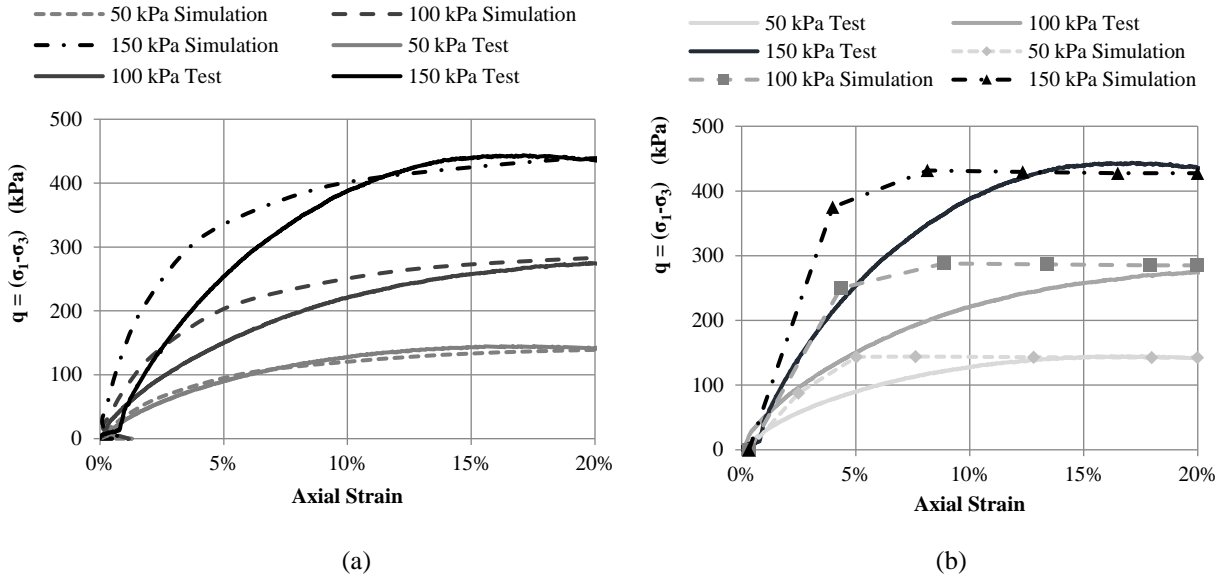 50 kPa Simulation 100 kPa Simulation
150 kPa Simulation 50 kPa Test
100 kPa Test 150 kPa Test
500
400
300
200
100
0
0% 5% 10% 15% 20%
q = (σ1-σ3) (kPa)
Axial Strain
(a)
50 kPa Test 100 kPa Test
150 kPa Test 50 kPa Simulation
100 kPa Simulation 150 kPa Simulation
500
400
300
200
100
0
0% 5% 10% 15% 20%
q = (σ1-σ3) (kPa)
Axial Strain
(b)